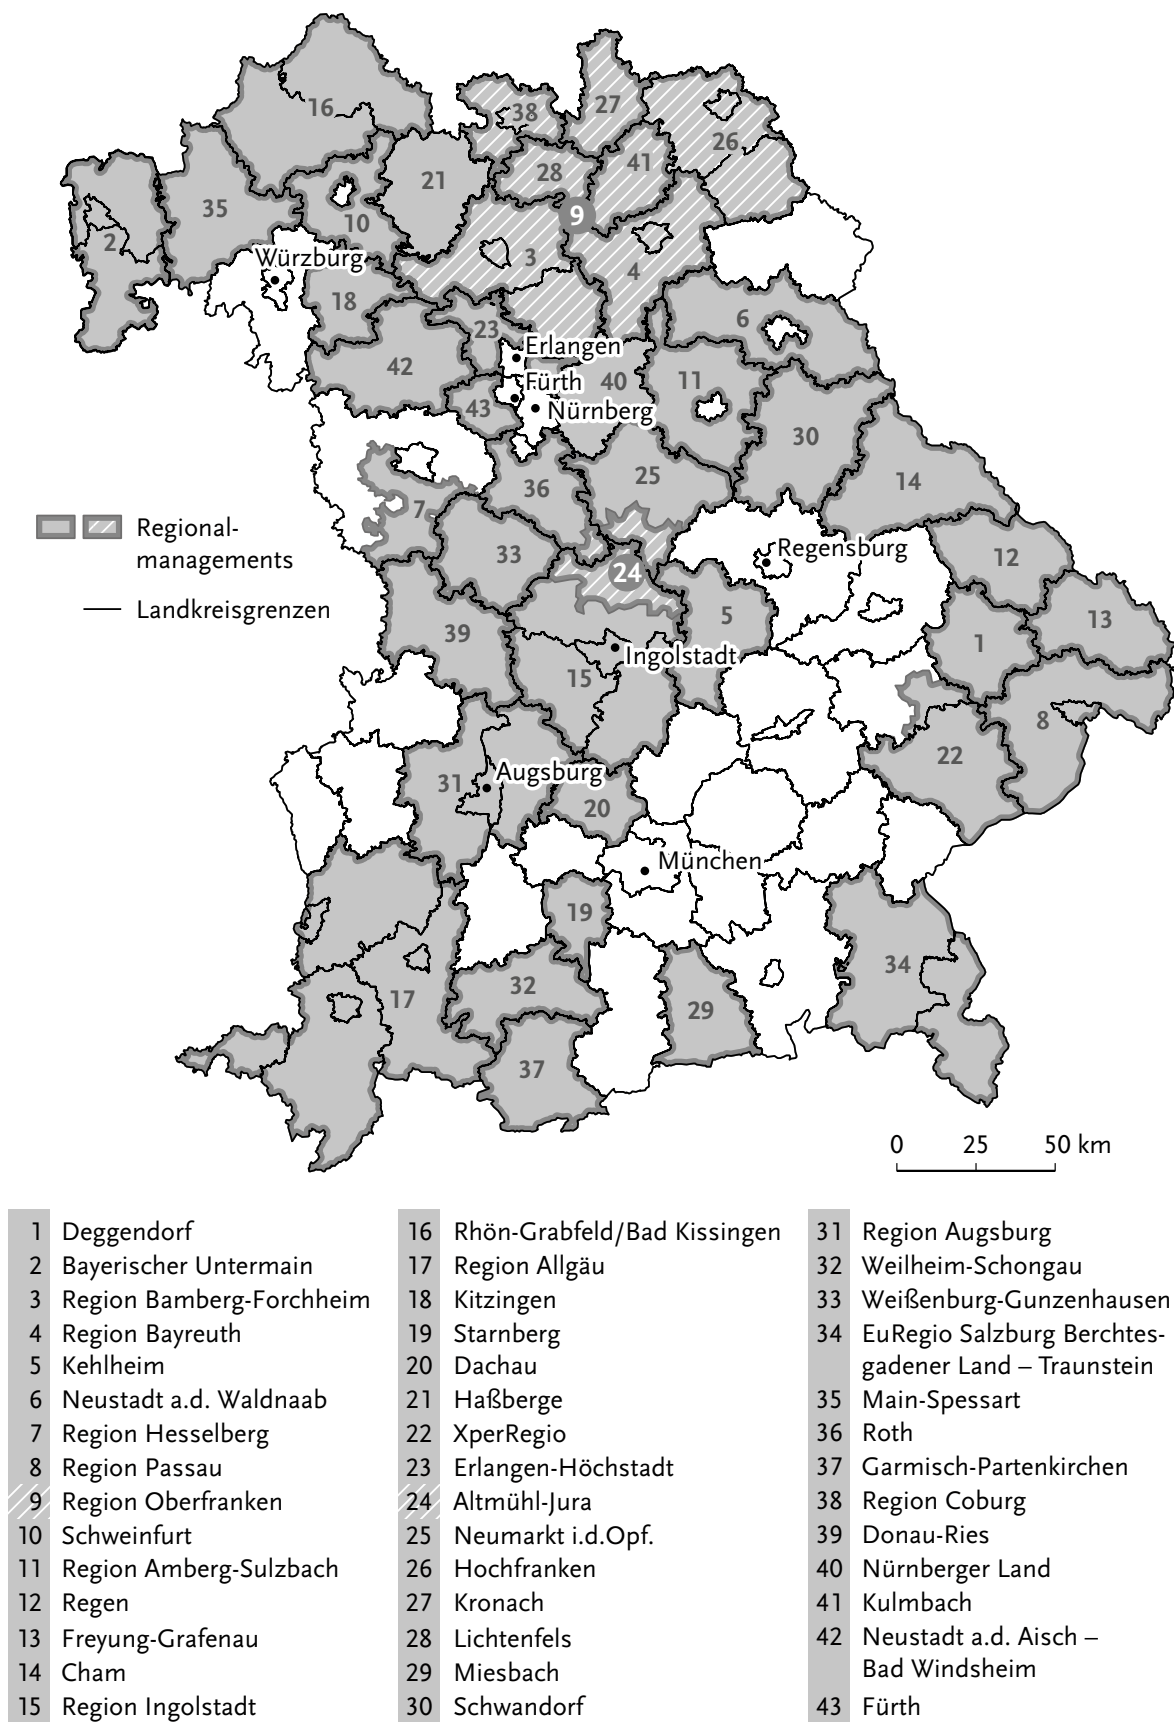 16
38
27
26
28
41
21
35
10
9
2
3
4
Würzburg
18
23
6
Erlangen
42
Fürth
40
11
43
Nürnberg
30
25
36
14
7
Regional-
managements
Regensburg
33
24
12
Landkreisgrenzen
5
13
39
1
Ingolstadt
15
8
22
31
Augsburg
20
München
19
34
32
17
29
37
0 25 50 km
1 Deggendorf
2 Bayerischer Untermain
3 Region Bamberg-Forchheim
4 Region Bayreuth
5 Kehlheim
6 Neustadt a.d. Waldnaab
7 Region Hesselberg
8 Region Passau
9 Region Oberfranken
10 Schweinfurt
11 Region Amberg-Sulzbach
12 Regen
13 Freyung-Grafenau
14 Cham
15 Region Ingolstadt
16 Rhön-Grabfeld/Bad Kissingen
17 Region Allgäu
18 Kitzingen
19 Starnberg
20 Dachau
21 Haßberge
22 XperRegio
23 Erlangen-Höchstadt
24 Altmühl-Jura
25 Neumarkt i.d.Opf.
26 Hochfranken
27 Kronach
28 Lichtenfels
29 Miesbach
30 Schwandorf
31 Region Augsburg
32 Weilheim-Schongau
33 Weißenburg-Gunzenhausen
34 EuRegio Salzburg Berchtes-
gadener Land – Traunstein
35 Main-Spessart
36 Roth
37 Garmisch-Partenkirchen
38 Region Coburg
39 Donau-Ries
40 Nürnberger Land
41 Kulmbach
42 Neustadt a.d. Aisch –
Bad Windsheim
43 Fürth